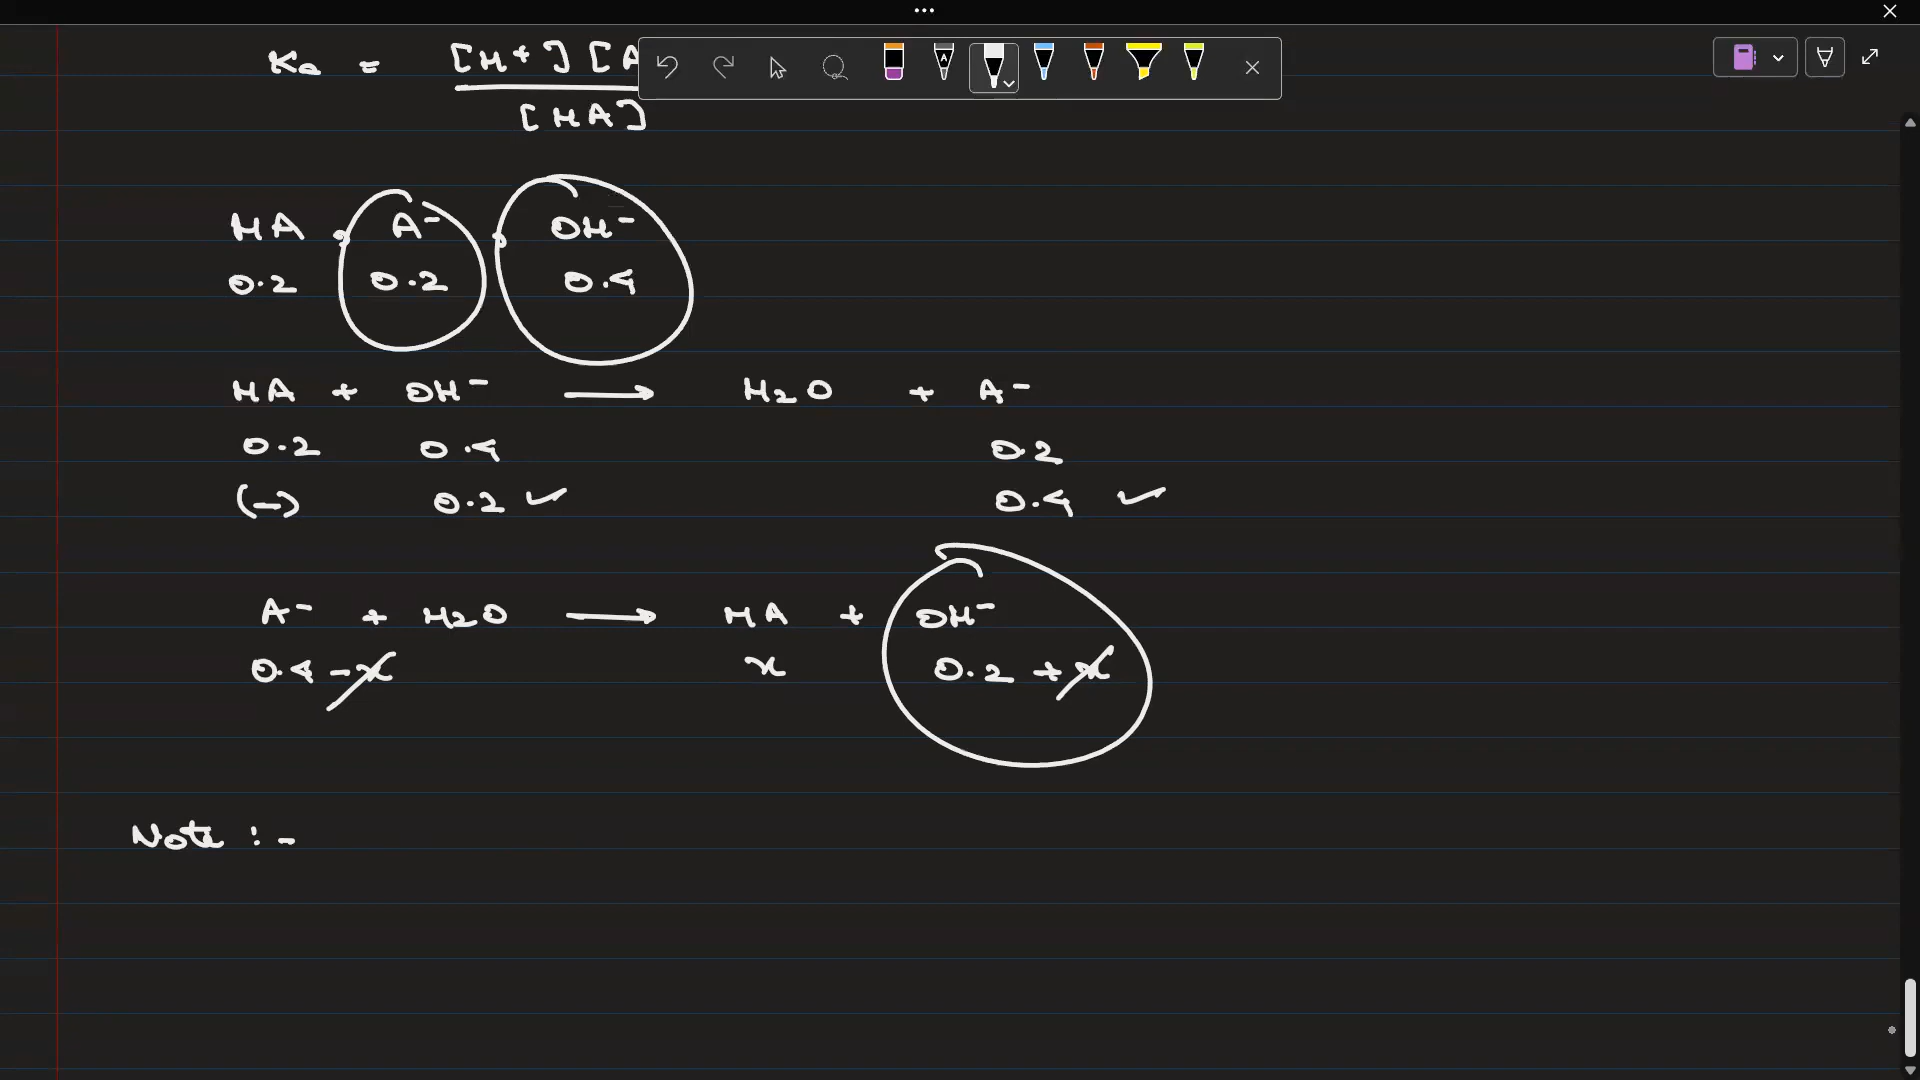 Ka = [H+][A
[HA]
HA , A⁻ , OH⁻
0.2 0.2 0.4
HA + OH⁻ ⟶ H₂O + A⁻
0.2 0.4 0.2
(–) 0.2 ✓ 0.4 ✓
A⁻ + H₂O ⟶ HA + OH⁻
0.4 - x x 0.2 + x
Note : -